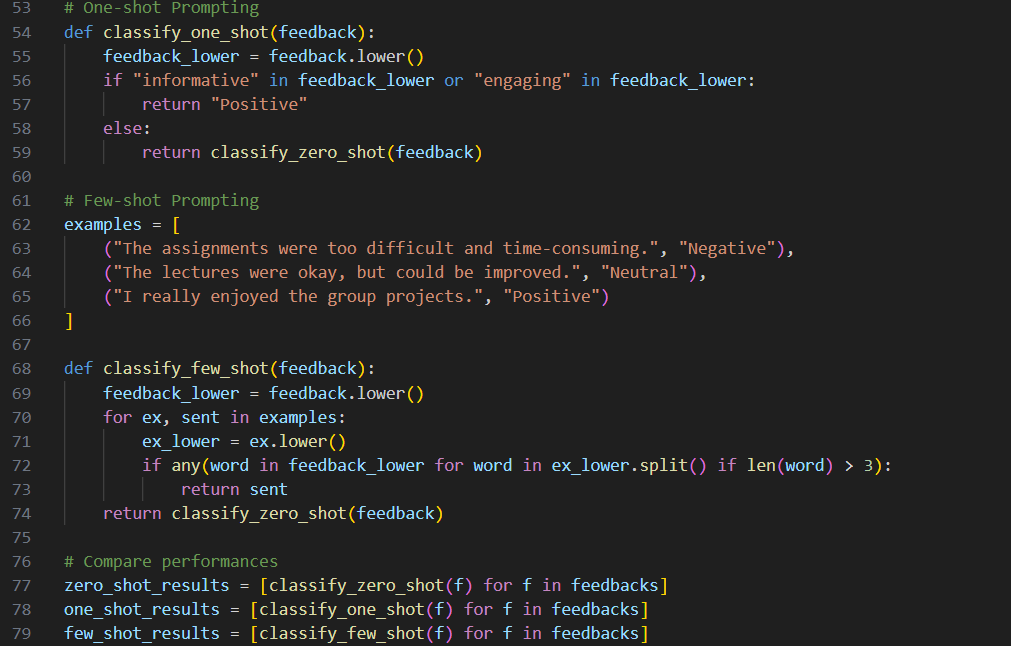 53 # One-shot Prompting
54 def classify_one_shot(feedback):
55     feedback_lower = feedback.lower()
56     if "informative" in feedback_lower or "engaging" in feedback_lower:
57         return "Positive"
58     else:
59         return classify_zero_shot(feedback)
60
61 # Few-shot Prompting
62 examples = [
63     ("The assignments were too difficult and time-consuming.", "Negative"),
64     ("The lectures were okay, but could be improved.", "Neutral"),
65     ("I really enjoyed the group projects.", "Positive")
66 ]
67
68 def classify_few_shot(feedback):
69     feedback_lower = feedback.lower()
70     for ex, sent in examples:
71         ex_lower = ex.lower()
72         if any(word in feedback_lower for word in ex_lower.split() if len(word) > 3):
73             return sent
74     return classify_zero_shot(feedback)
75
76 # Compare performances
77 zero_shot_results = [classify_zero_shot(f) for f in feedbacks]
78 one_shot_results = [classify_one_shot(f) for f in feedbacks]
79 few_shot_results = [classify_few_shot(f) for f in feedbacks]